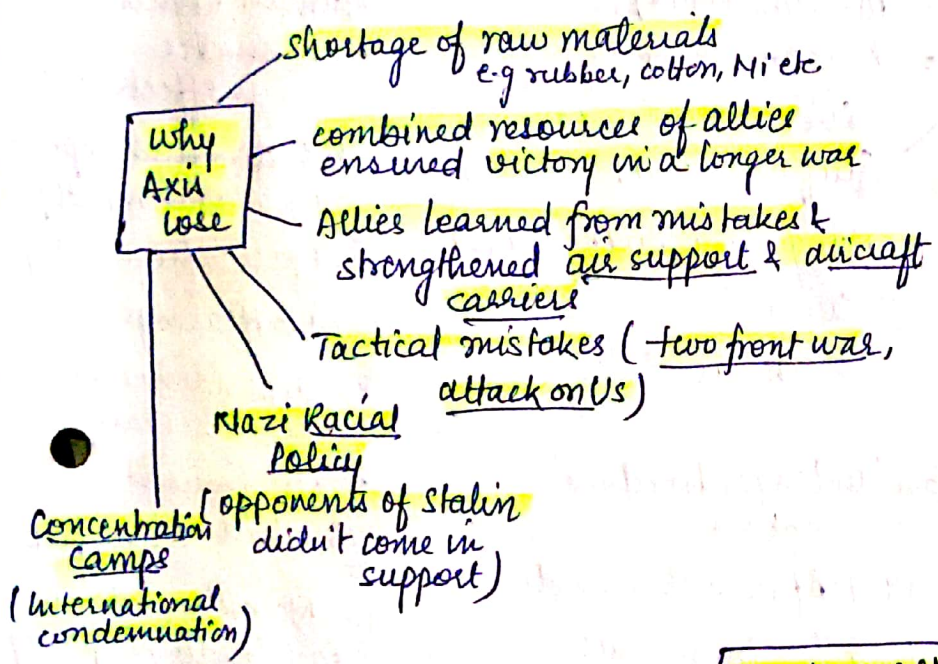 shortage of raw materials
e.g rubber, cotton, Ni etc
Why
Axis
lose
combined resources of allies
ensured victory in a longer war
Allies learned from mistakes &
strengthened air support & aircraft
carriers
Tactical mistakes ( two front war,
attack on Us)
Nazi Racial
Policy
(opponents of Stalin
didn't come in
support)
Concentration
Camps
(International
condemnation)